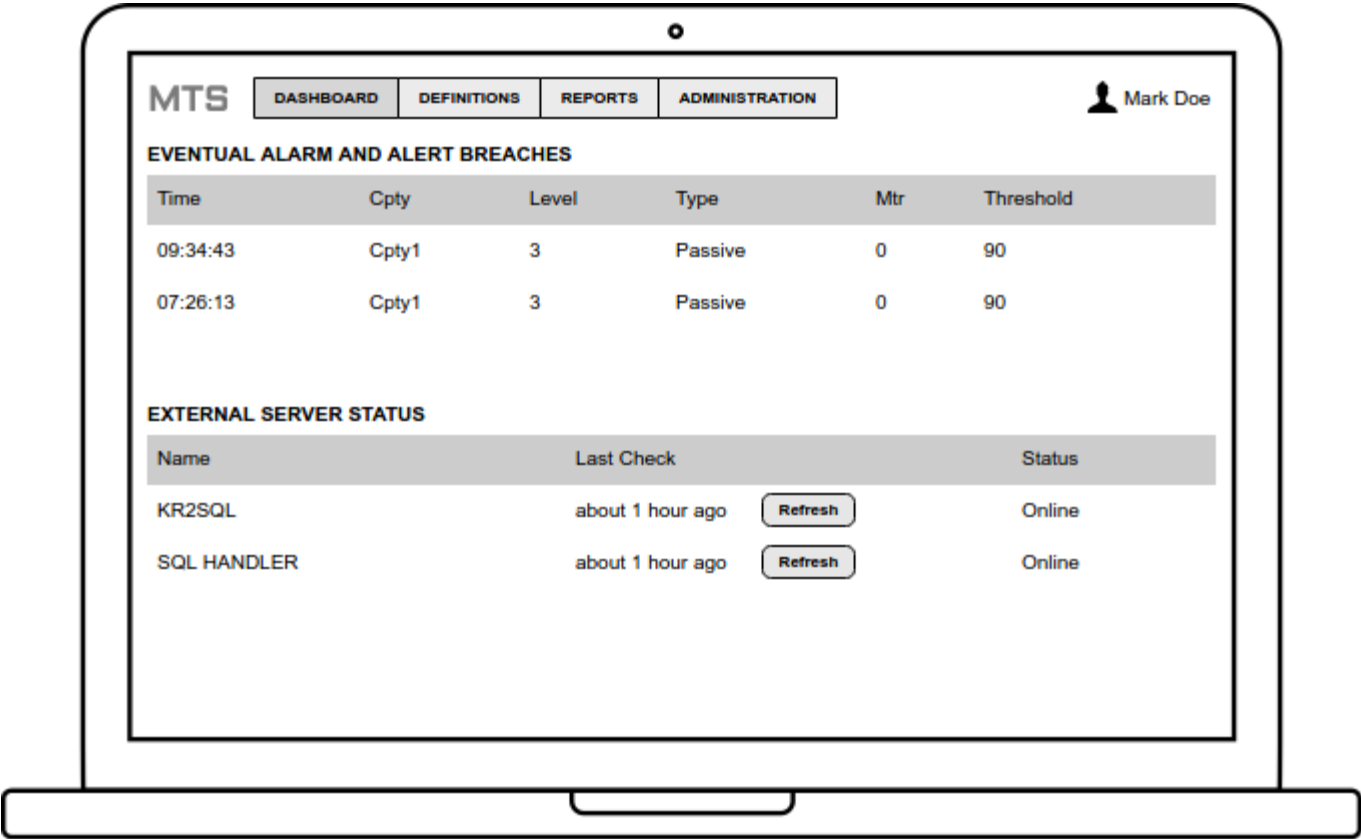 MTS DASHBOARD DEFINITIONS REPORTS ADMINISTRATION Mark Doe
EVENTUAL ALARM AND ALERT BREACHES
Time Cpty Level Type Mtr Threshold
09:34:43 Cpty1 3 Passive 0 90
07:26:13 Cpty1 3 Passive 0 90
EXTERNAL SERVER STATUS
Name Last Check Status
KR2SQL about 1 hour ago Refresh Online
SQL HANDLER about 1 hour ago Refresh Online